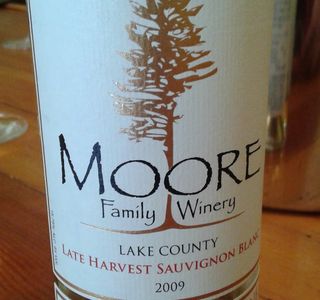 MOORE
Family Winery
LAKE COUNTY
LATE HARVEST SAUVIGNON BLANC
2009